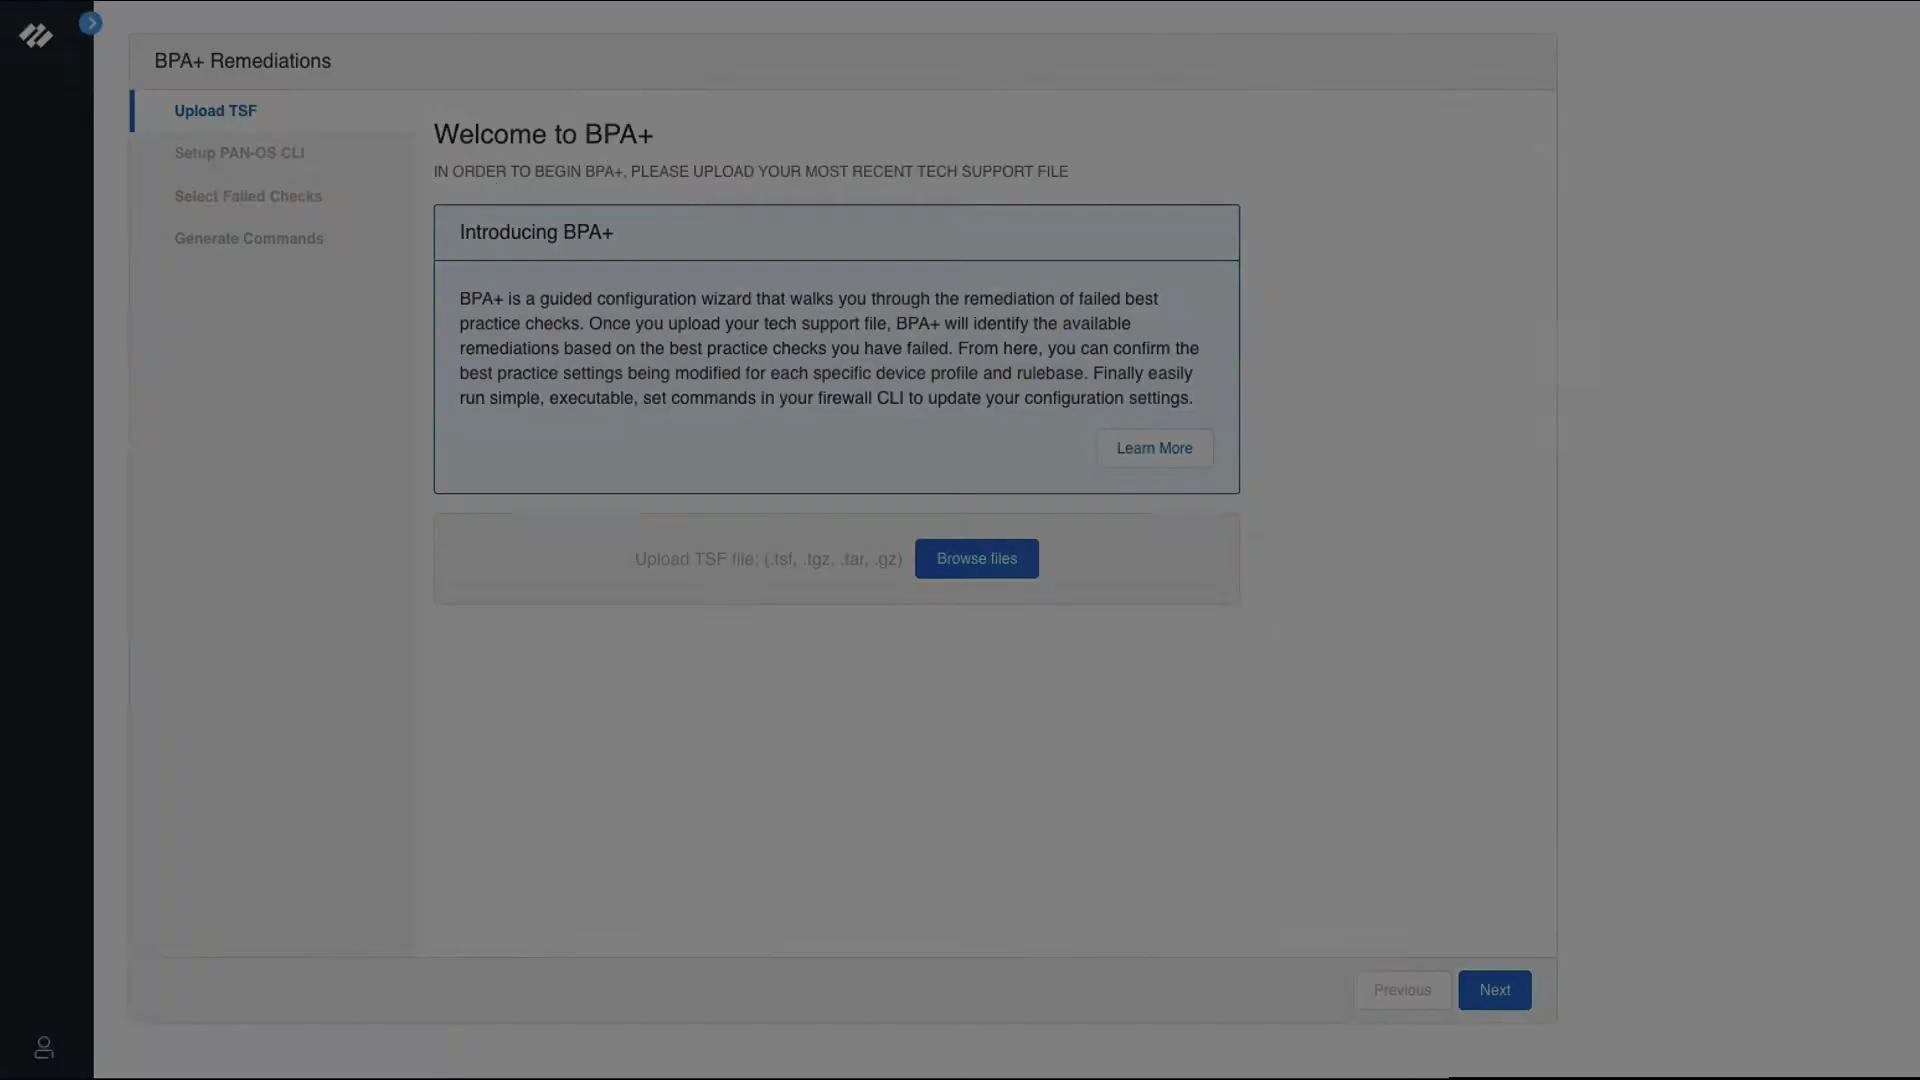 BPA+ Remediations
Upload TSF
Setup PAN-OS CLI
Select Failed Checks
Generate Commands
Welcome to BPA+
IN ORDER TO BEGIN BPA+, PLEASE UPLOAD YOUR MOST RECENT TECH SUPPORT FILE
Introducing BPA+
BPA+ is a guided configuration wizard that walks you through the remediation of failed best
practice checks. Once you upload your tech support file, BPA+ will identify the available
remediations based on the best practice checks you have failed. From here, you can confirm the
best practice settings being modified for each specific device profile and rulebase. Finally easily
run simple, executable, set commands in your firewall CLI to update your configuration settings.
Learn More
Upload TSF file: (.tsf, .tgz, .tar, .gz)
Browse files
Previous
Next